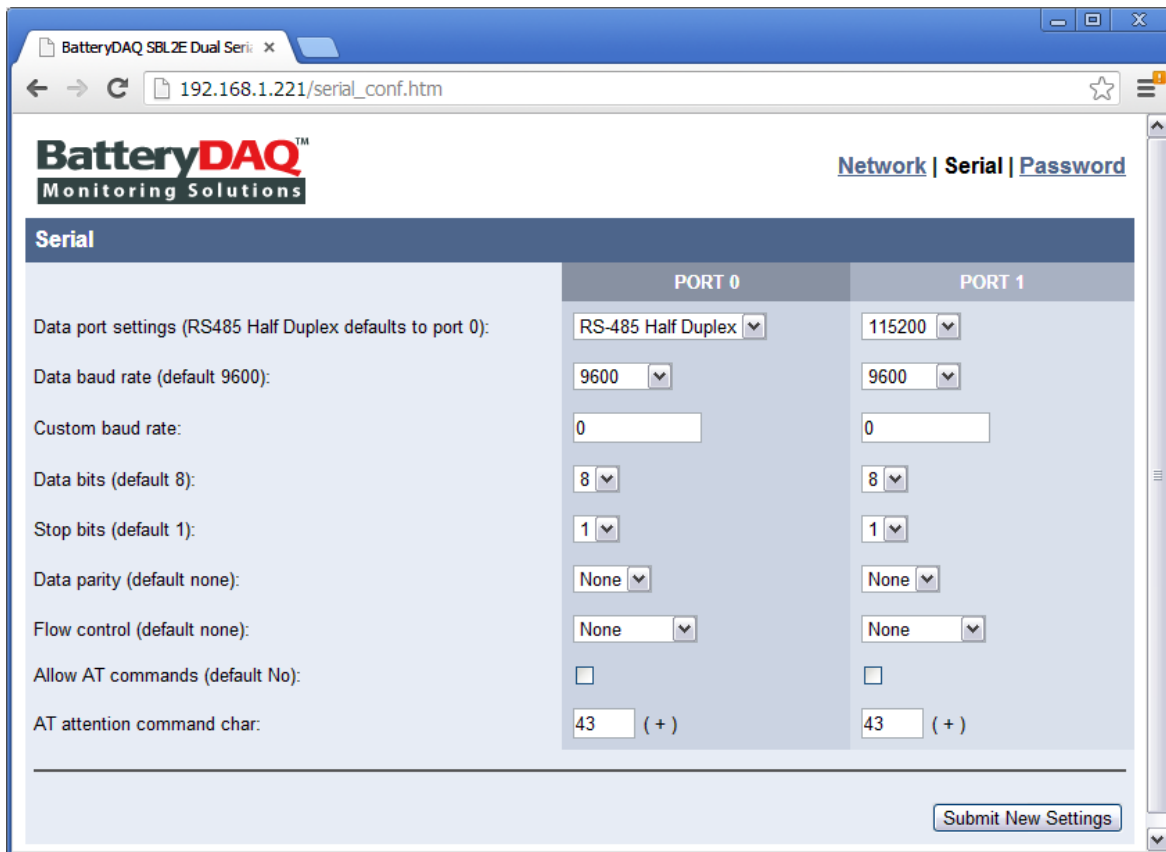 BatteryDAQ SBL2E Dual Seria
192.168.1.221/serial_conf.htm
BatteryDAQ™
Monitoring Solutions
Network | Serial | Password
Serial
PORT 0 PORT 1
Data port settings (RS485 Half Duplex defaults to port 0): RS-485 Half Duplex 115200
Data baud rate (default 9600): 9600 9600
Custom baud rate: 0 0
Data bits (default 8): 8 8
Stop bits (default 1): 1 1
Data parity (default none): None None
Flow control (default none): None None
Allow AT commands (default No):
AT attention command char: 43 ( + ) 43 ( + )
Submit New Settings